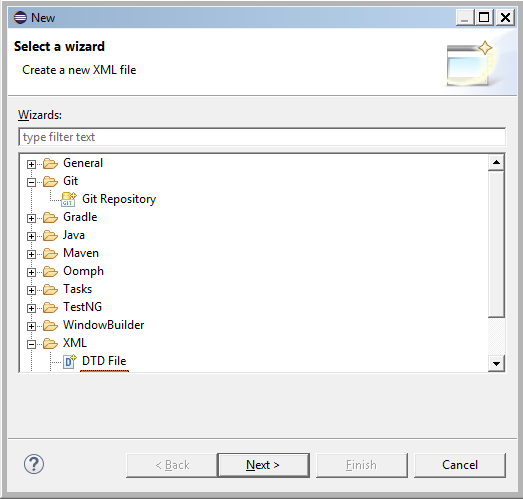 New
Select a wizard
Create a new XML file
Wizards:
type filter text
General
Git
GIT
Git Repository
Gradle
Java
Maven
Oomph
Tasks
TestNG
WindowBuilder
XML
D
DTD File
?
< Back
Next >
Finish
Cancel